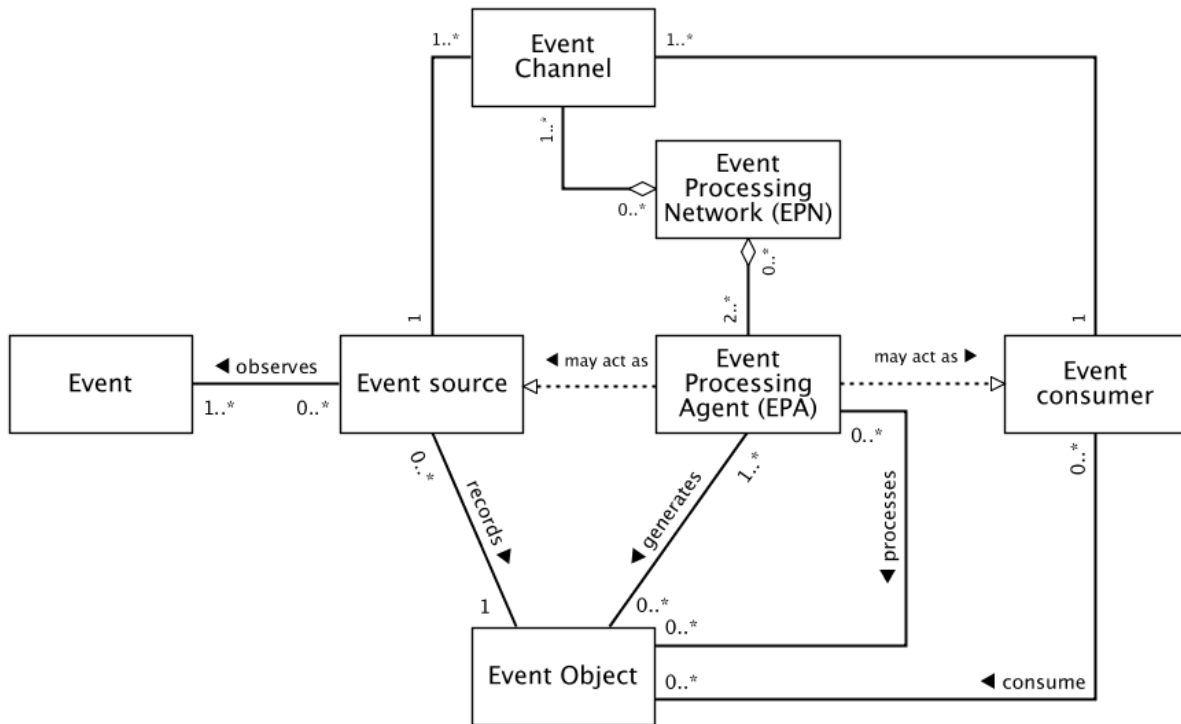 1..*
Event
Channel
1..*
1..*
Event
Processing
Network (EPN)
0..*
0..*
1
2..*
1
Event
◄ observes
1..*
0..*
Event source
◄ may act as
Event
Processing
Agent (EPA)
may act as ►
Event
consumer
0..*
records ►
1
1..*
◄ generates
0..*
0..*
◄ processes
0..*
0..*
Event Object
0..*
◄ consume